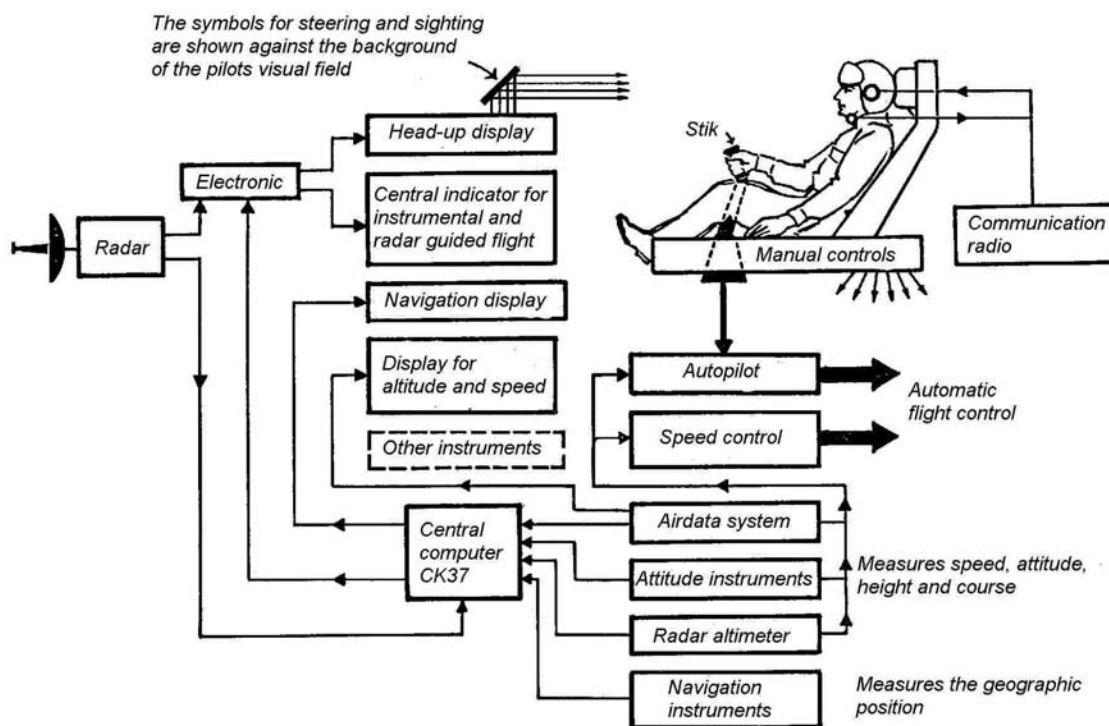 The symbols for steering and sighting
are shown against the background
of the pilots visual field
Head-up display
Stik
Electronic
Central indicator for
instrumental and
radar guided flight
Radar
Communication
radio
Manual controls
Navigation display
Display for
altitude and speed
Autopilot
Automatic
flight control
Other instruments
Speed control
Central
computer
CK37
Airdata system
Attitude instruments
Measures speed, attitude,
height and course
Radar altimeter
Navigation
instruments
Measures the geographic
position